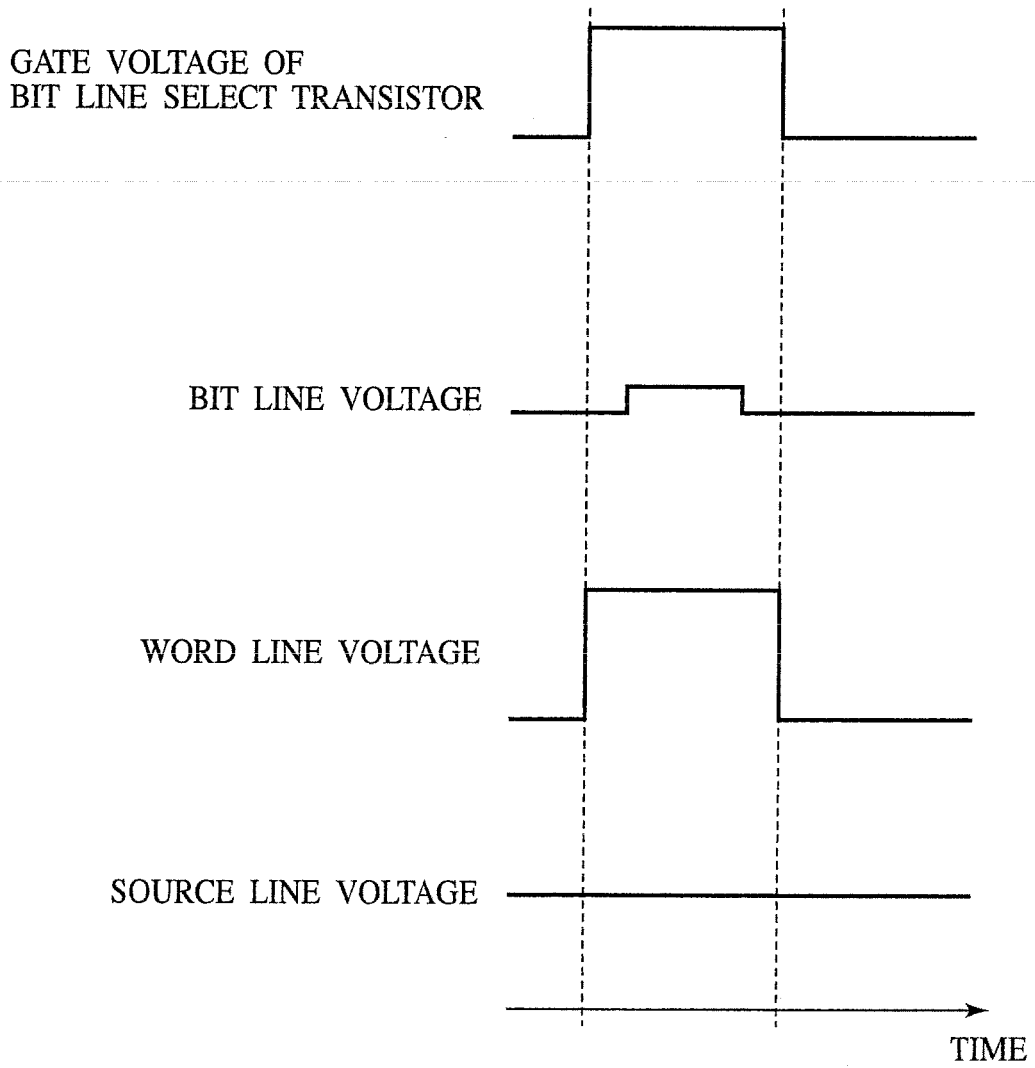 GATE VOLTAGE OF
BIT LINE SELECT TRANSISTOR
BIT LINE VOLTAGE
WORD LINE VOLTAGE
SOURCE LINE VOLTAGE
TIME